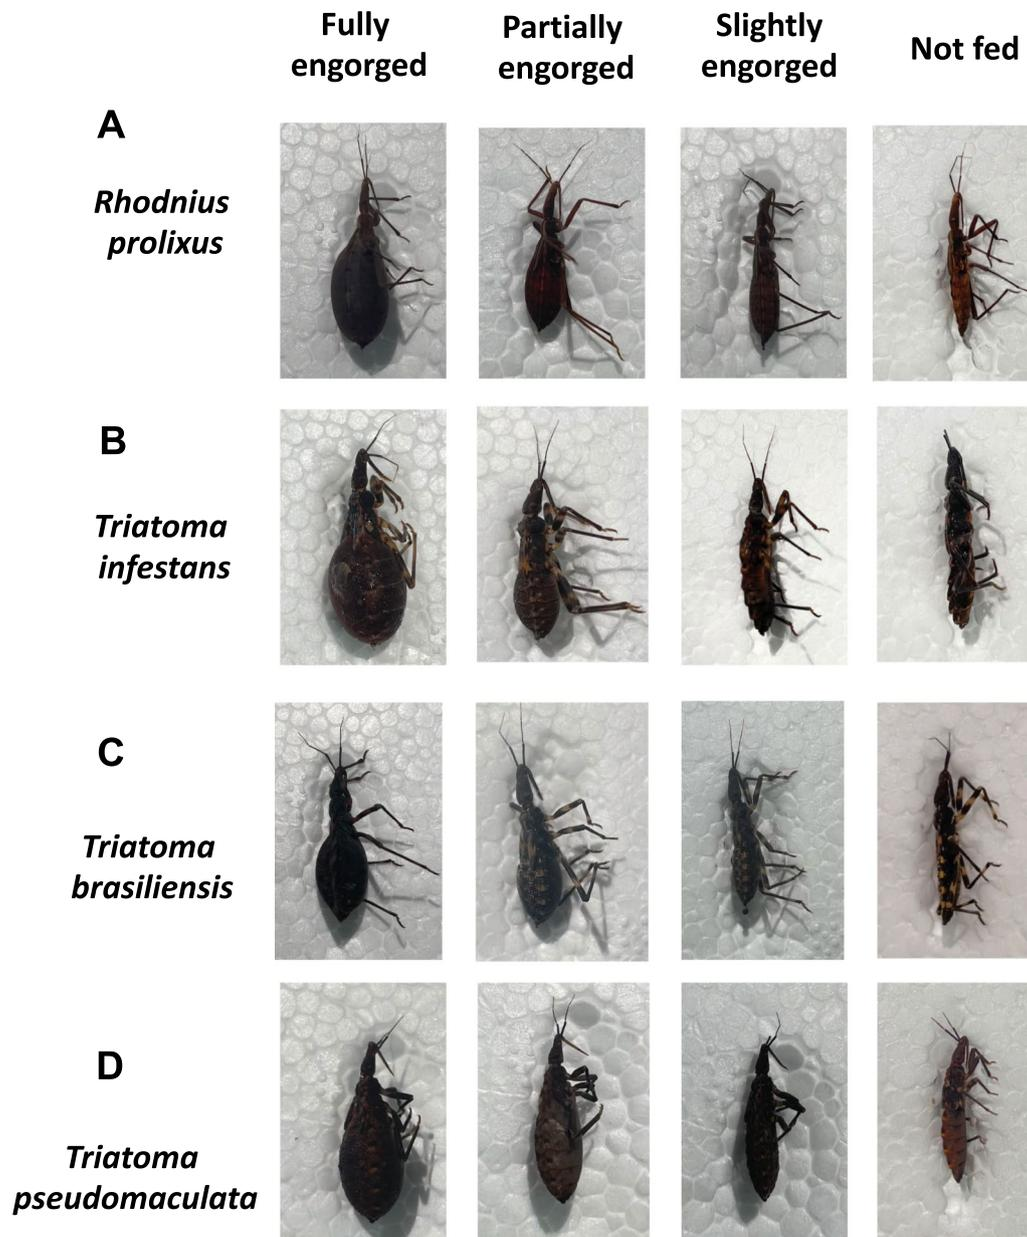 Fully
engorged
Partially
engorged
Slightly
engorged
Not fed
A
Rhodnius
prolixus
B
Triatoma
infestans
C
Triatoma
brasiliensis
D
Triatoma
pseudomaculata